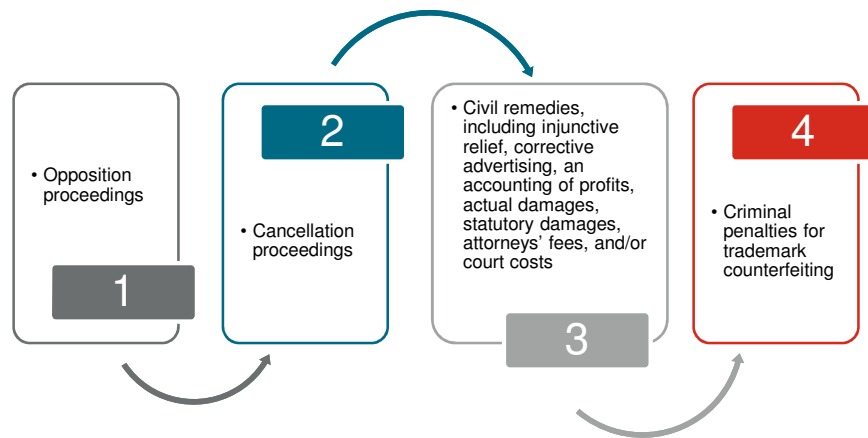 • Opposition
proceedings
1
2
• Cancellation
proceedings
• Civil remedies,
including injunctive
relief, corrective
advertising, an
accounting of profits,
actual damages,
statutory damages,
attorneys' fees, and/or
court costs
3
4
• Criminal
penalties for
trademark
counterfeiting